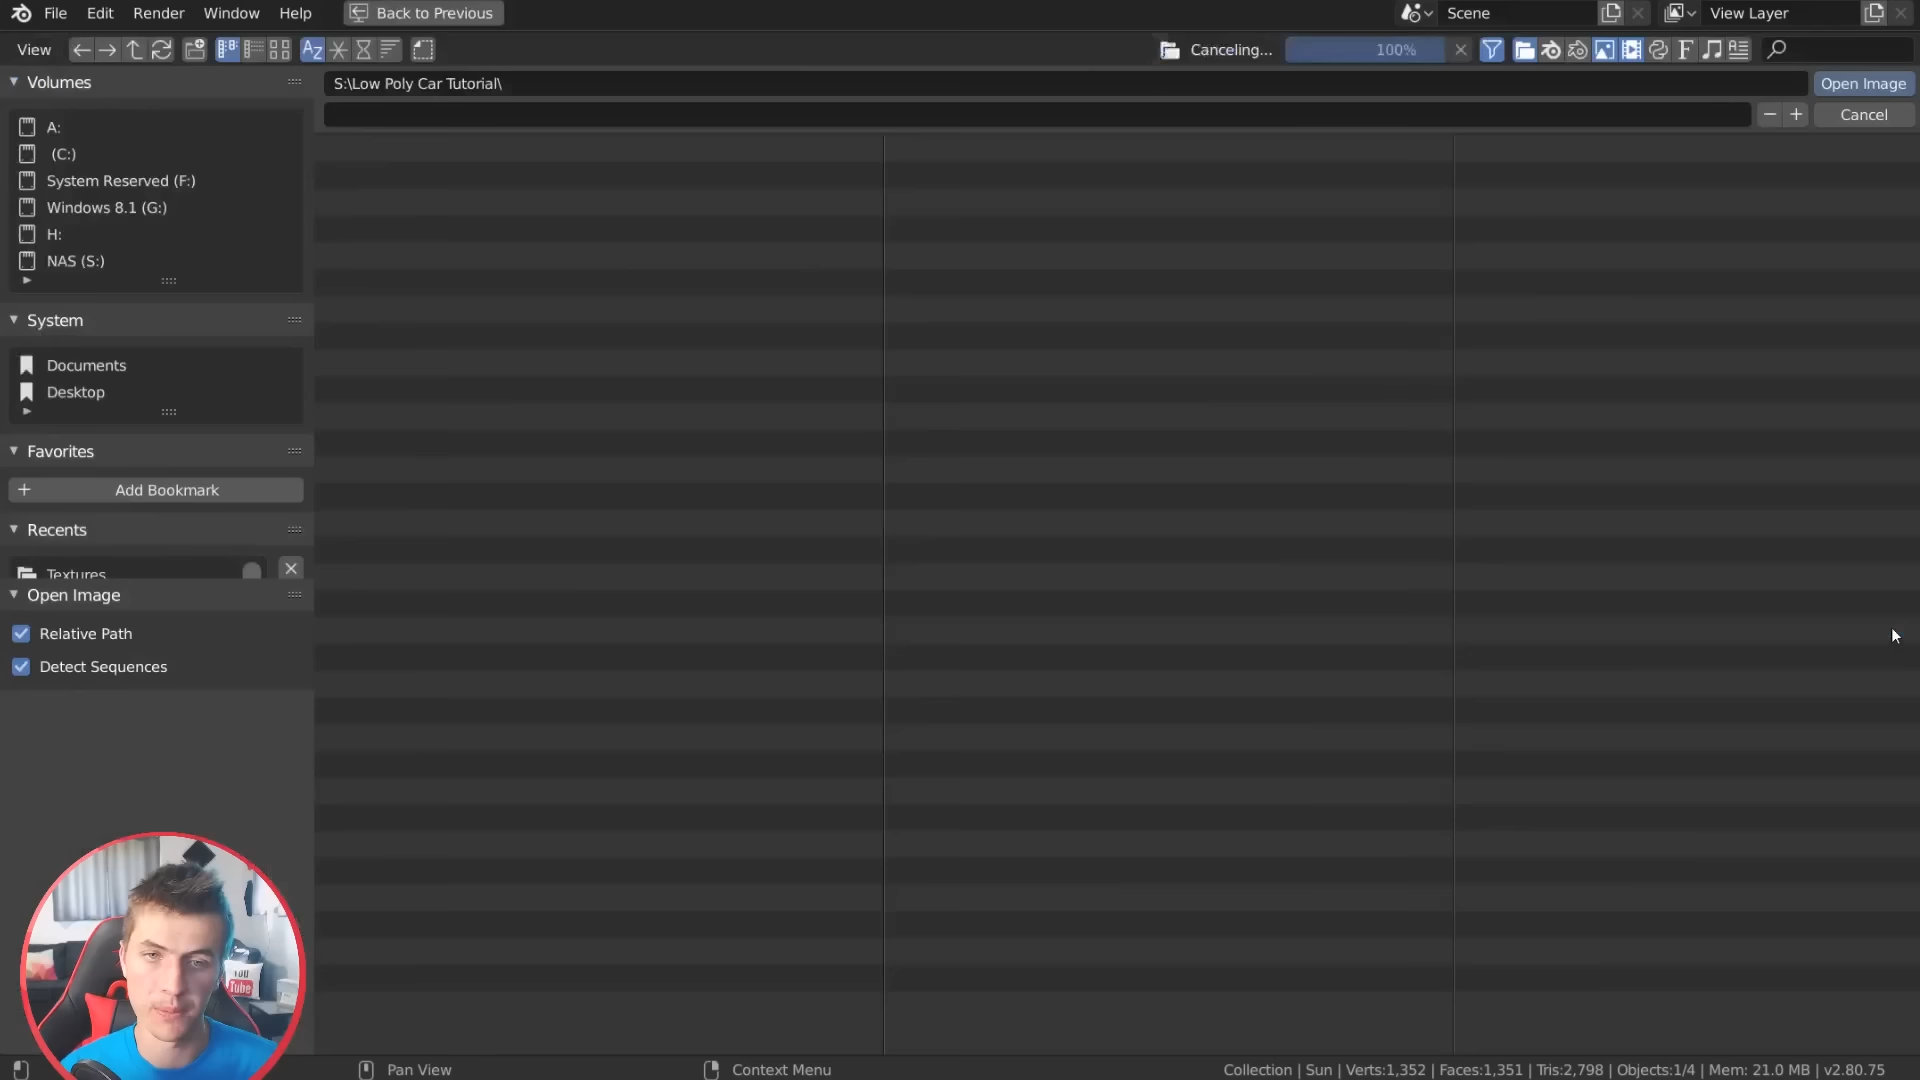 File Edit Render Window Help Back to Previous Scene View Layer
View Canceling... 100%
Volumes
S:\Low Poly Car Tutorial\ Open Image
Cancel
A:
(C:)
System Reserved (F:)
Windows 8.1 (G:)
H:
NAS (S:)
System
Documents
Desktop
Favorites
Add Bookmark
Recents
Textures
Open Image
Relative Path
Detect Sequences
You
Tube
Pan View Context Menu Collection | Sun | Verts:1,352 | Faces:1,351 | Tris:2,798 | Objects:1/4 | Mem: 21.0 MB | v2.80.75